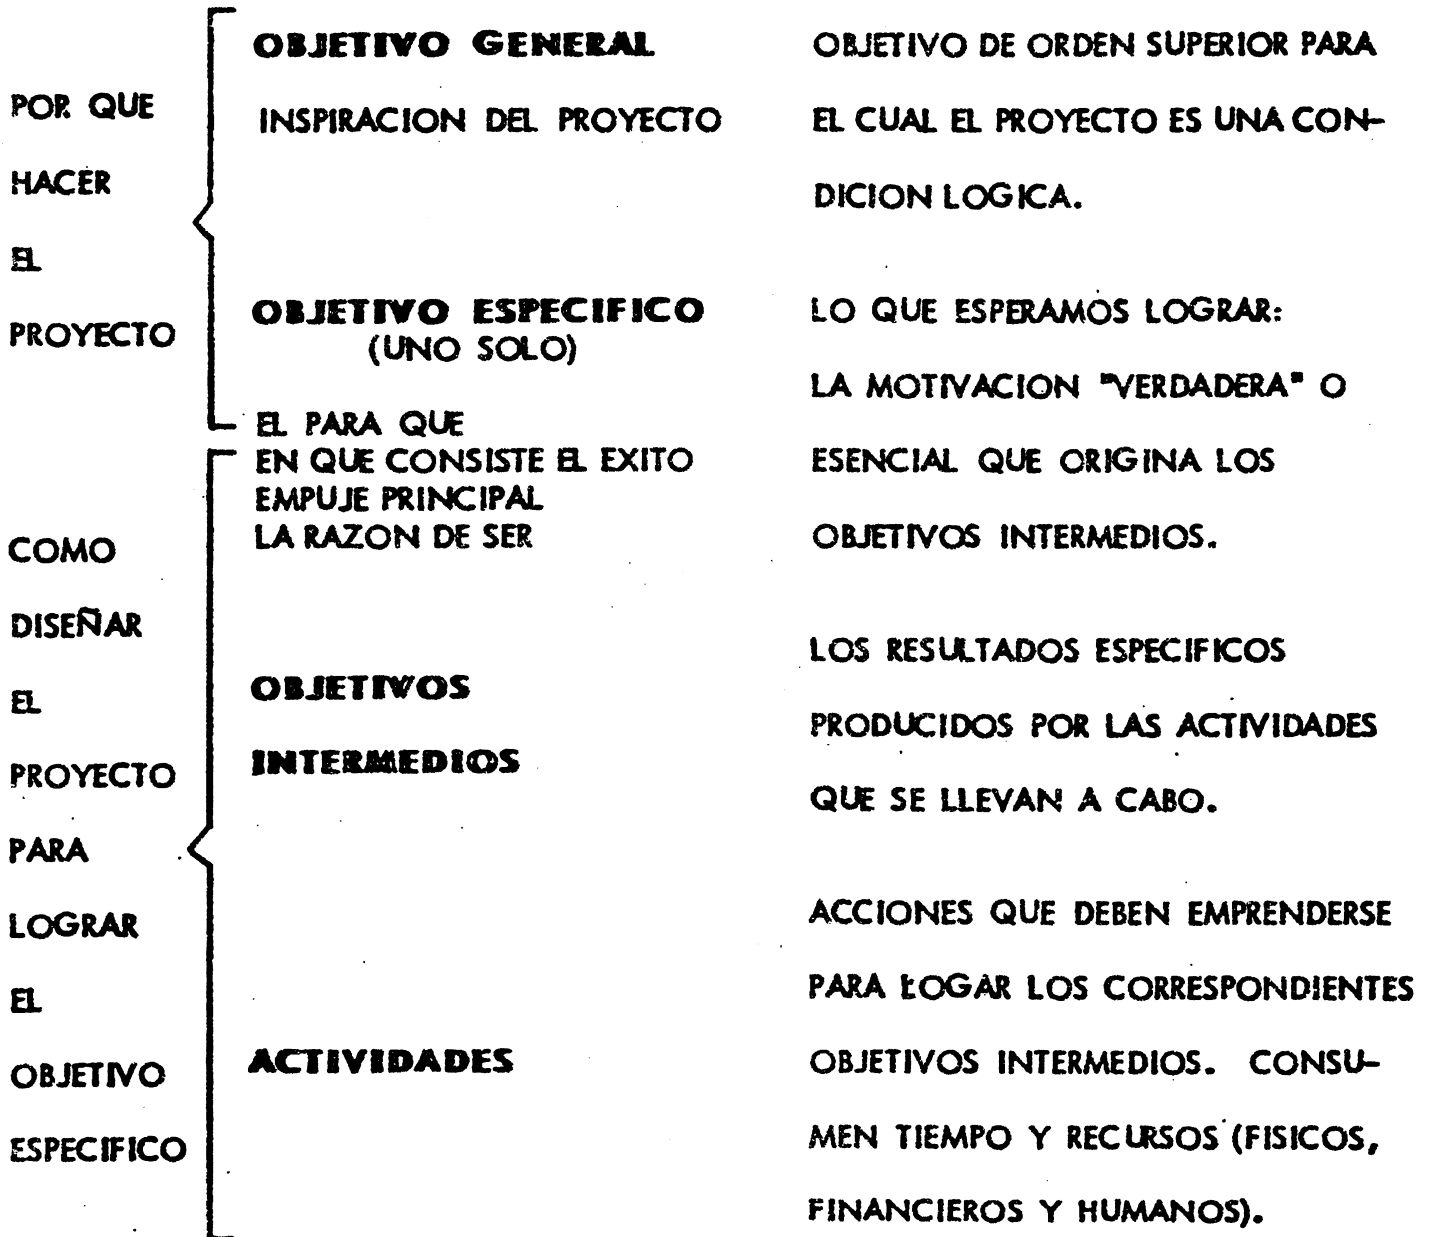 POR QUE
HACER
EL
PROYECTO
OBJETIVO GENERAL
INSPIRACION DEL PROYECTO
OBJETIVO DE ORDEN SUPERIOR PARA
EL CUAL EL PROYECTO ES UNA CON-
DICION LOGICA.
OBJETIVO ESPECIFICO
(UNO SOLO)
EL PARA QUE
EN QUE CONSISTE EL EXITO
EMPUJE PRINCIPAL
LA RAZON DE SER
LO QUE ESPERAMOS LOGRAR:
LA MOTIVACION "VERDADERA" O
ESENCIAL QUE ORIGINA LOS
OBJETIVOS INTERMEDIOS.
COMO
DISEÑAR
EL
PROYECTO
PARA
LOGRAR
EL
OBJETIVO
ESPECIFICO
OBJETIVOS
INTERMEDIOS
LOS RESULTADOS ESPECIFICOS
PRODUCIDOS POR LAS ACTIVIDADES
QUE SE LLEVAN A CABO.
ACTIVIDADES
ACCIONES QUE DEBEN EMPRENDERSE
PARA LOGAR LOS CORRESPONDIENTES
OBJETIVOS INTERMEDIOS. CONSU-
MEN TIEMPO Y RECURSOS (FISICOS,
FINANCIEROS Y HUMANOS).